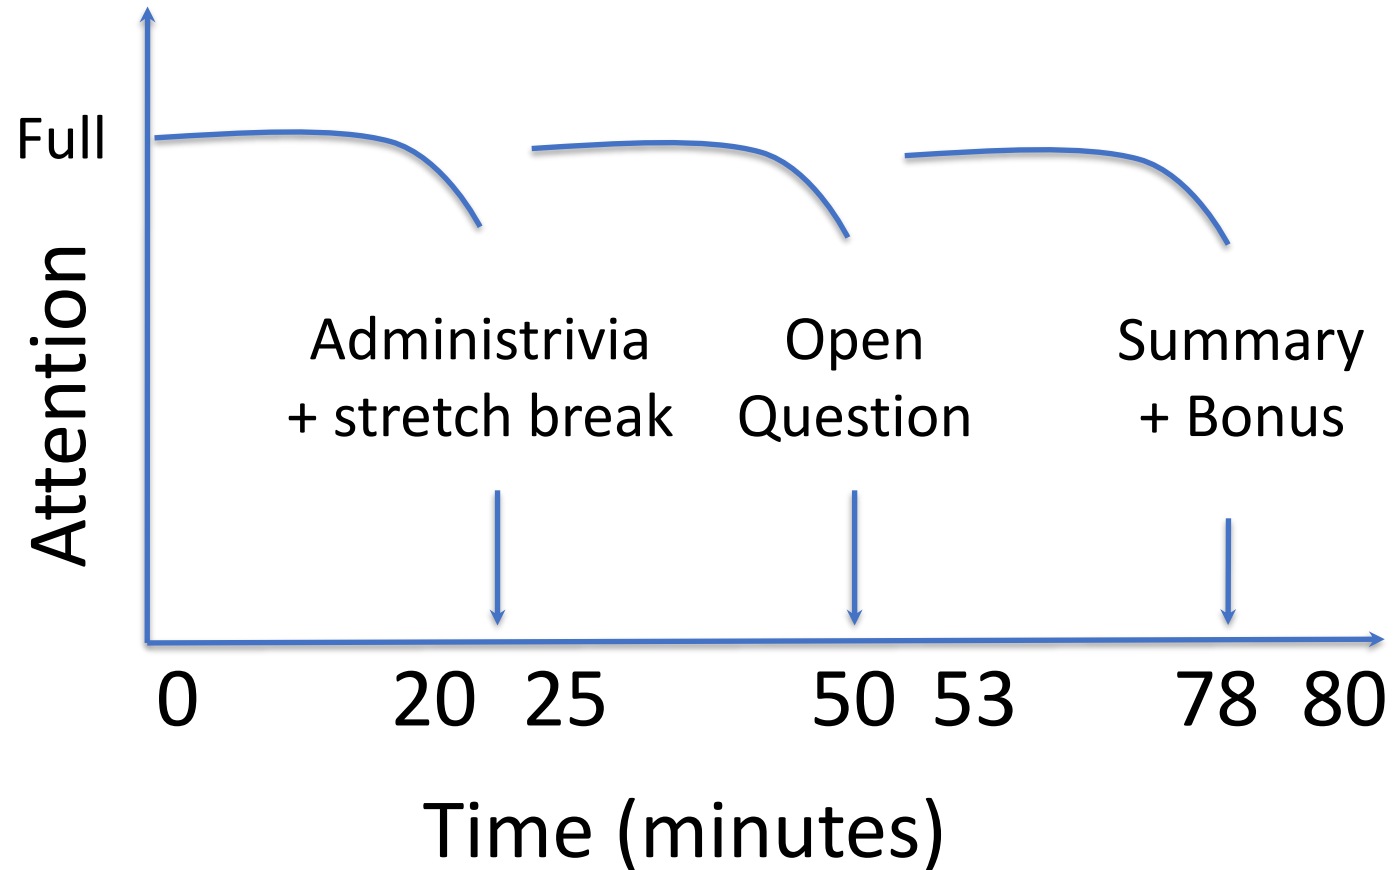 Full
Attention
Administrivia
+ stretch break
Open
Question
Summary
+ Bonus
0 20 25 50 53 78 80
Time (minutes)